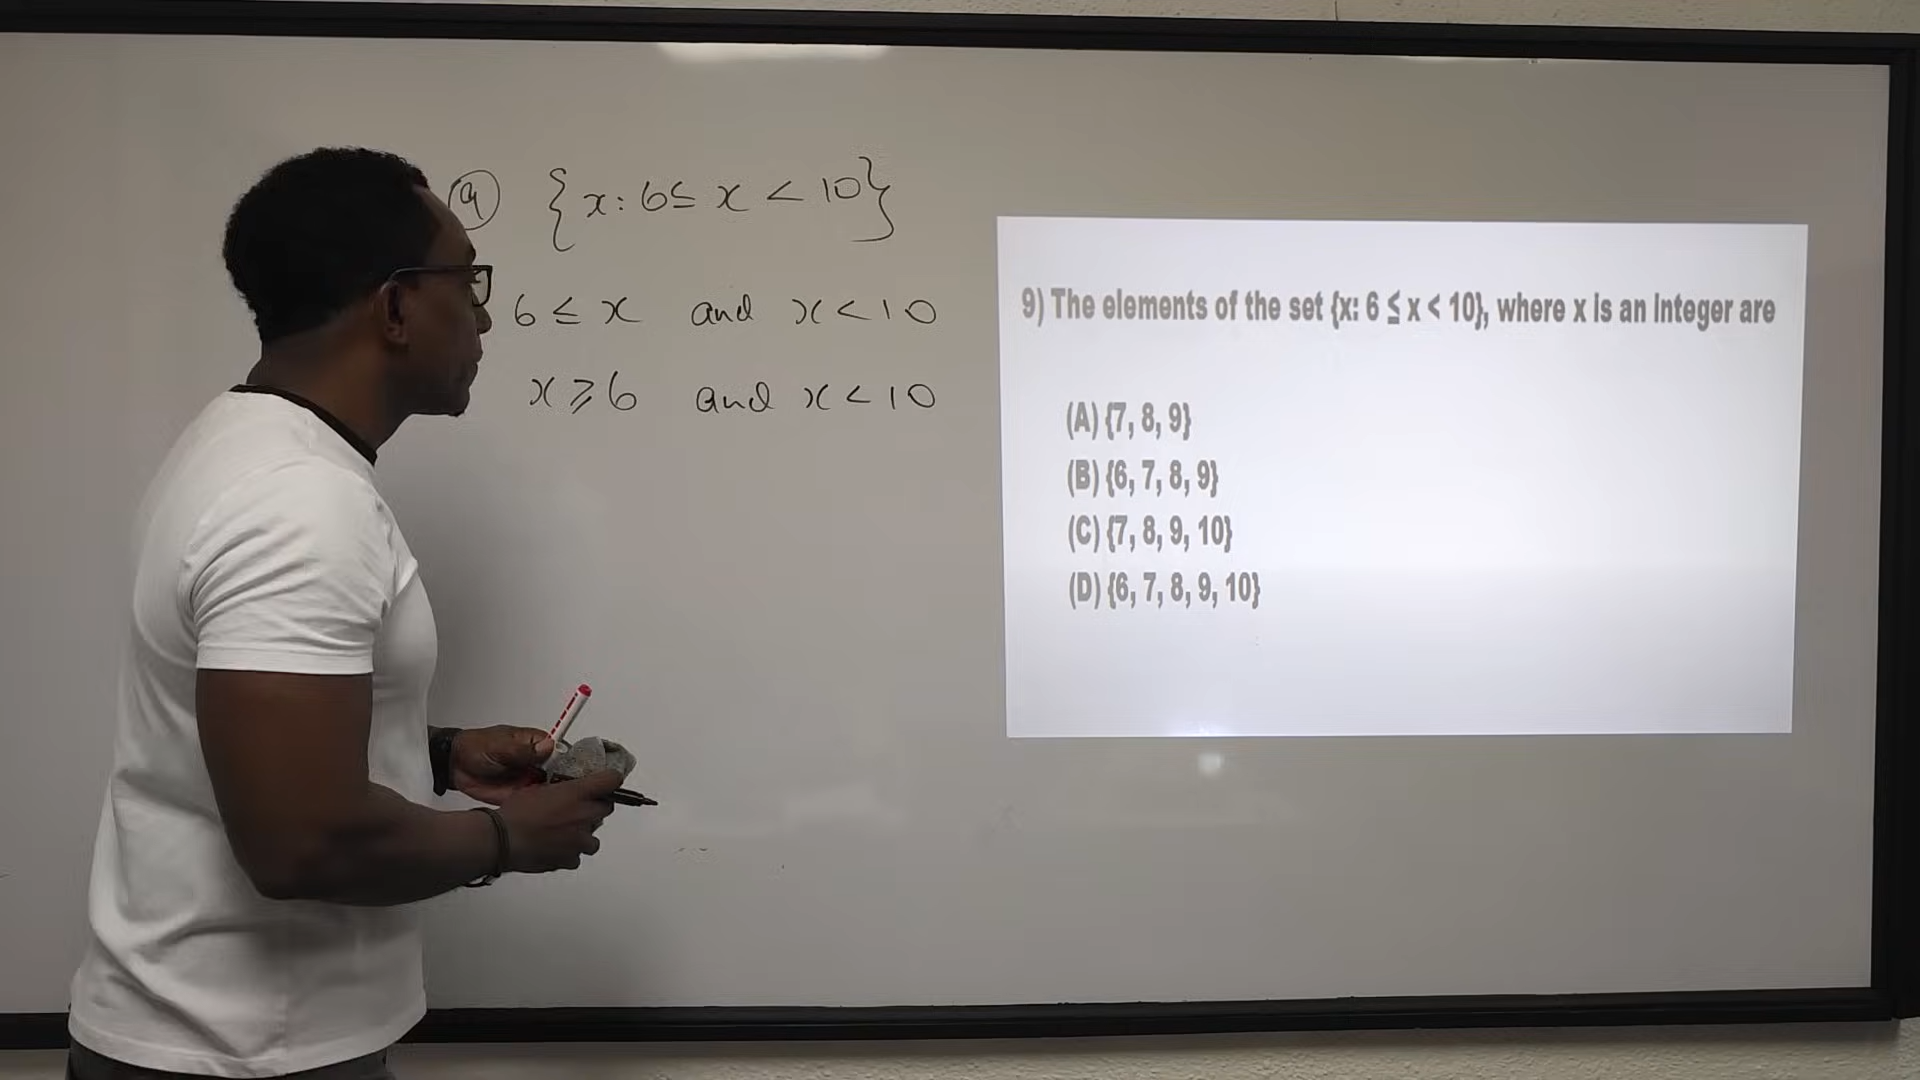 9 {x: 6 ≤ x < 10}
6 ≤ x and x < 10
x ⩾ 6 and x < 10
9) The elements of the set {x: 6 ≤ x < 10}, where x is an integer are
(A) {7, 8, 9}
(B) {6, 7, 8, 9}
(C) {7, 8, 9, 10}
(D) {6, 7, 8, 9, 10}